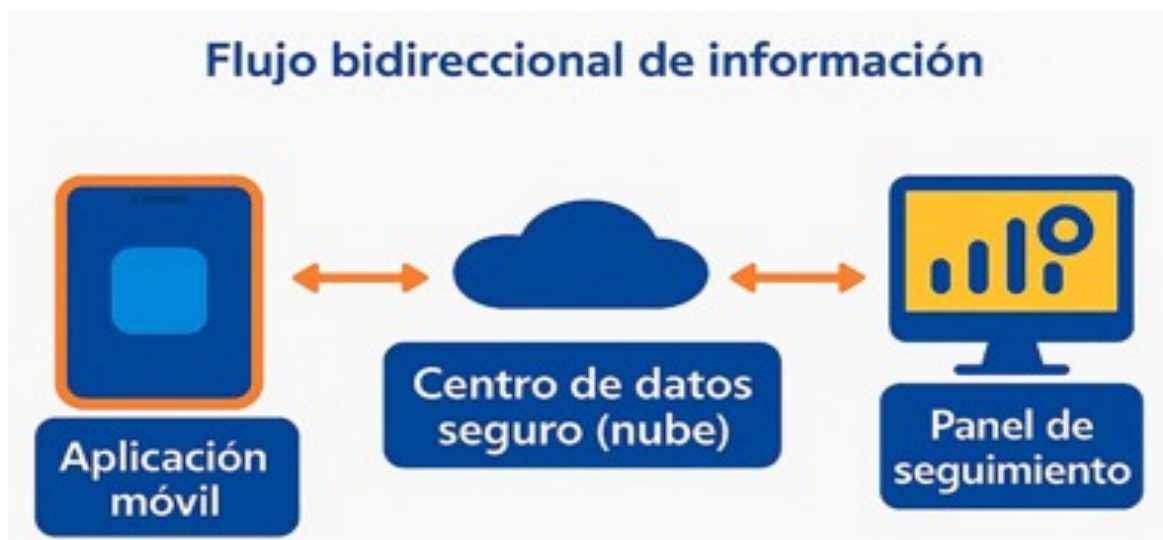 Flujo bidireccional de información
Aplicación
móvil
Centro de datos
seguro (nube)
Panel de
seguimiento